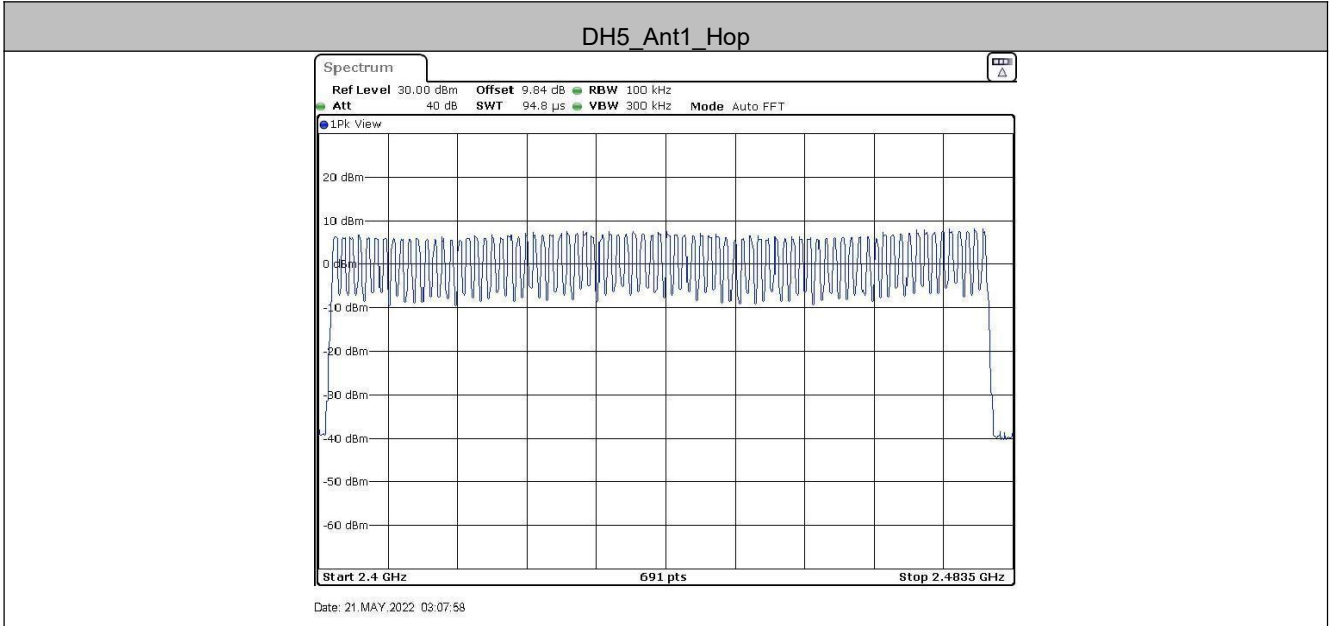 DH5_Ant1_Hop
Spectrum
Ref Level 30.00 dBm Offset 9.84 dB RBW 100 kHz
Att 40 dB SWT 94.8 µs VBW 300 kHz Mode Auto FFT
1Pk View
20 dBm
10 dBm
0 dBm
-10 dBm
-20 dBm
-30 dBm
-40 dBm
-50 dBm
-60 dBm
Start 2.4 GHz 691 pts Stop 2.4835 GHz
Date: 21.MAY.2022 03:07:58